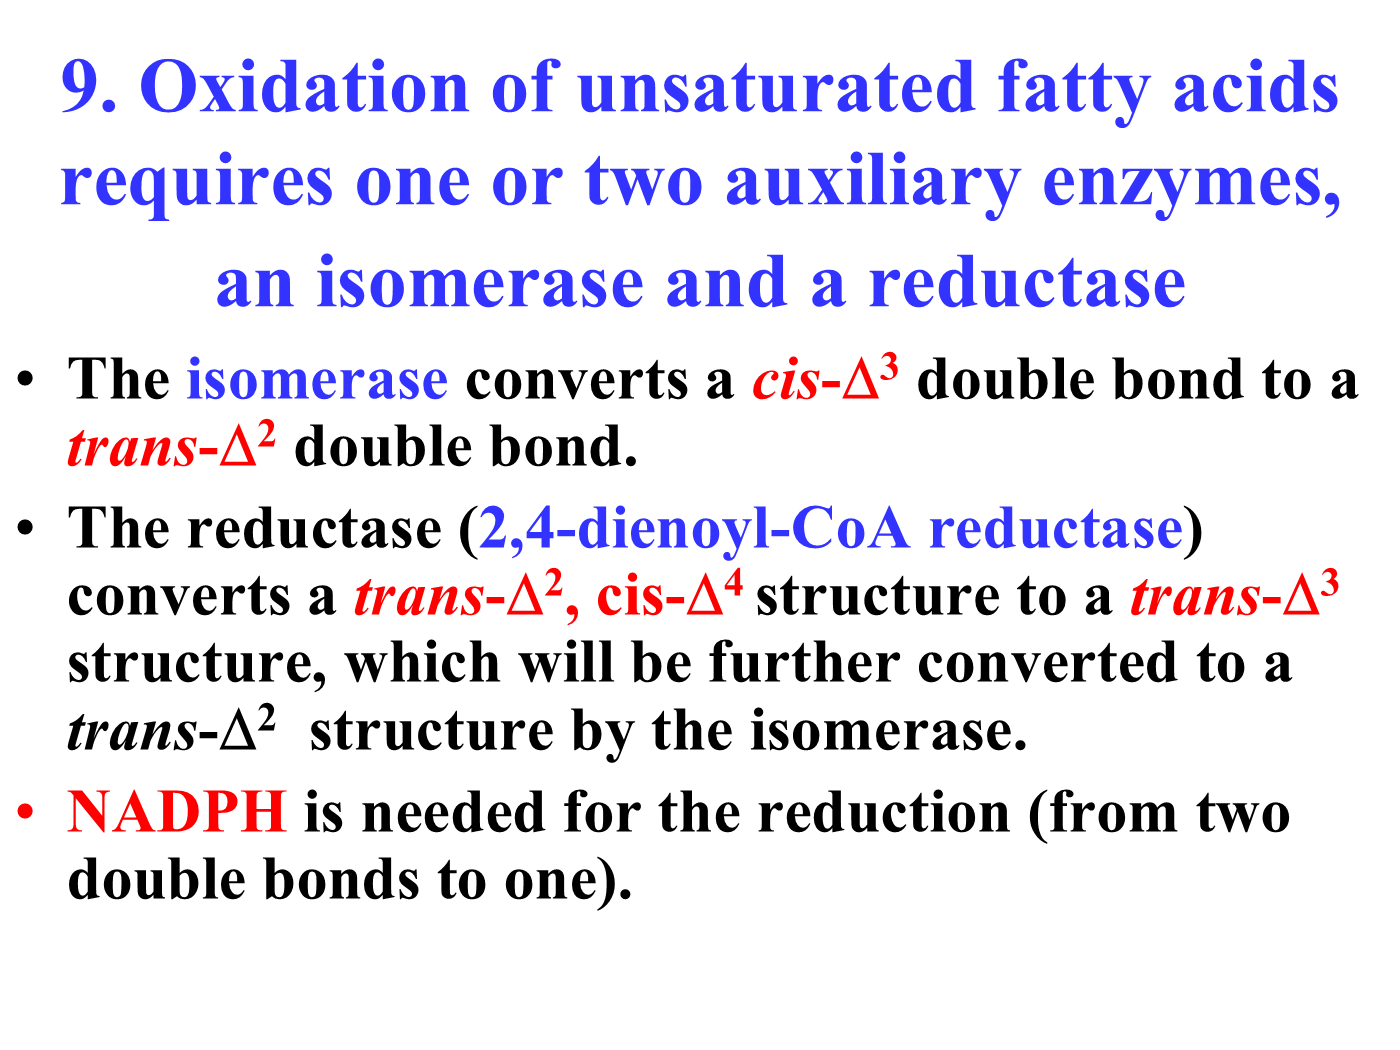 9. Oxidation of unsaturated fatty acids
requires one or two auxiliary enzymes,
an isomerase and a reductase
• The isomerase converts a cis-Δ³ double bond to a
trans-Δ² double bond.
• The reductase (2,4-dienoyl-CoA reductase)
converts a trans-Δ², cis-Δ⁴ structure to a trans-Δ³
structure, which will be further converted to a
trans-Δ² structure by the isomerase.
• NADPH is needed for the reduction (from two
double bonds to one).